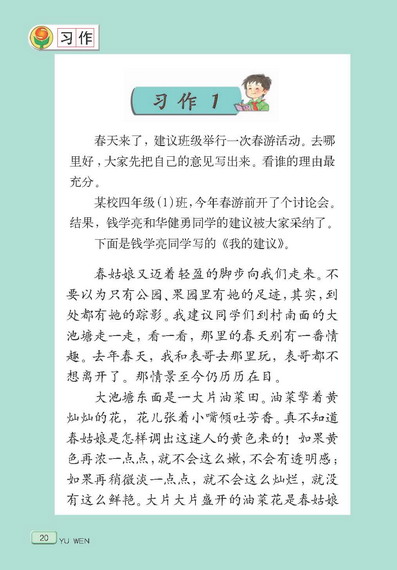 习作
习作1
春天来了，建议班级举行一次春游活动。去哪
里好，大家先把自己的意见写出来。看谁的理由最
充分。
某校四年级（1）班，今年春游前开了个讨论会。
结果，钱学亮和华健勇同学的建议被大家采纳了。
下面是钱学亮同学写的《我的建议》。
春姑娘又迈着轻盈的脚步向我们走来。不
要以为只有公园、果园里有她的足迹，其实，到
处都有她的踪影。我建议同学们到村南面的大
池塘走一走，看一看，那里的春天别有一番情
趣。去年春天，我和表哥去那里玩，表哥都不
想离开了。那情景至今仍历历在目。
大池塘东面是一大片油菜田。油菜擎着黄
灿灿的花，花儿张着小嘴倾吐芳香。真不知道
春姑娘是怎样调出这迷人的黄色来的！如果黄
色再浓一点点，就不会这么嫩，不会有透明感；
如果再稍微淡一点点，就不会这么灿烂，就没
有这么鲜艳。大片大片盛开的油菜花是春姑娘
20 YU WEN